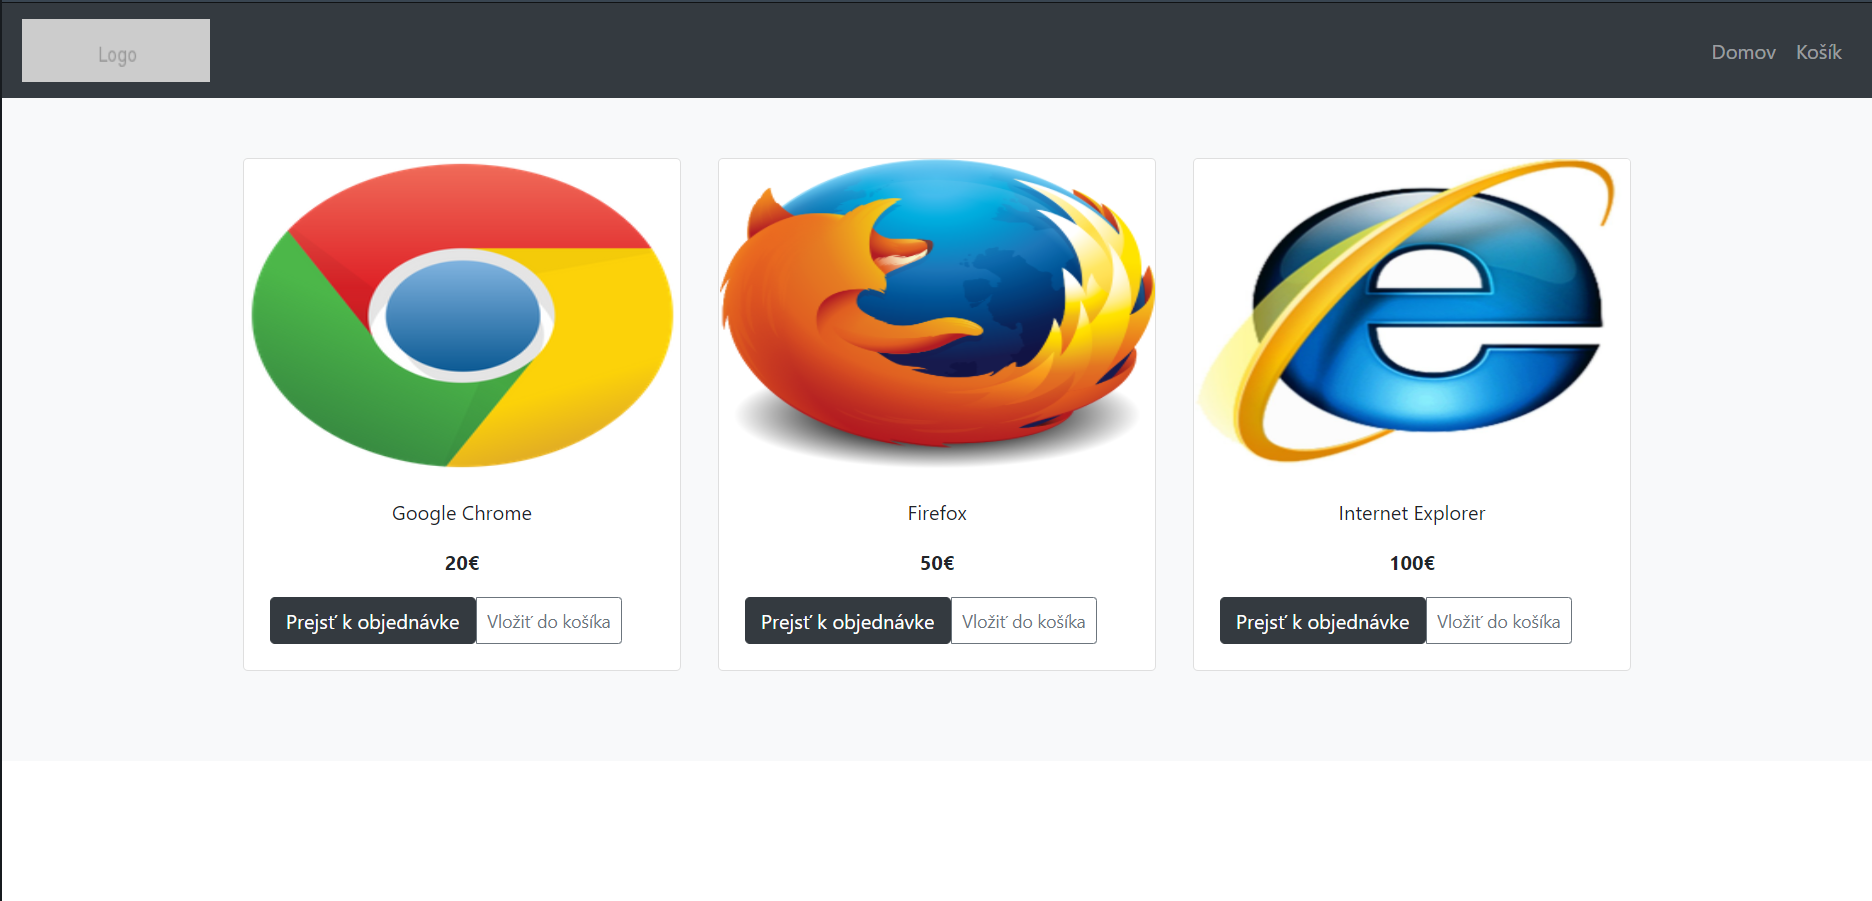 Logo
Domov Košík
Google Chrome
20€
Prejsť k objednávke Vložiť do košíka
Firefox
50€
Prejsť k objednávke Vložiť do košíka
Internet Explorer
100€
Prejsť k objednávke Vložiť do košíka